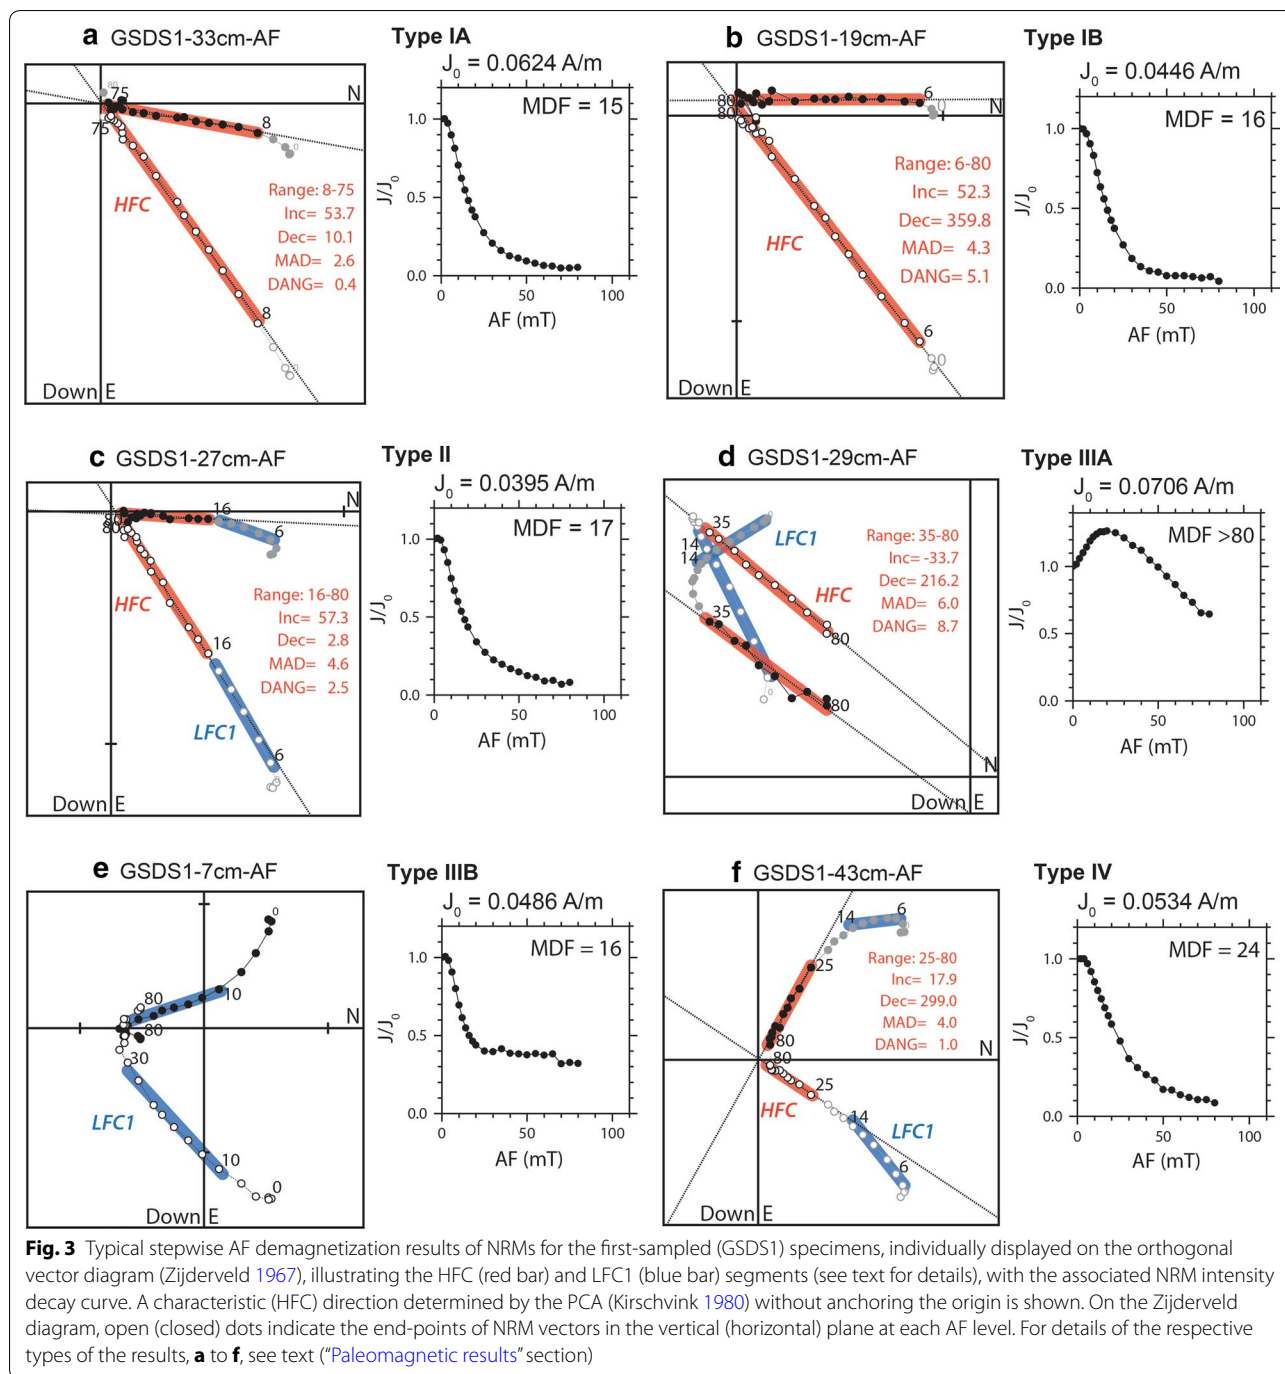 a GSDS1-33cm-AF
Type IA
J0 = 0.0624 A/m
MDF = 15
N
75
8
80
0
75
HFC
Range: 8-75
Inc= 53.7
Dec= 10.1
MAD= 2.6
DANG= 0.4
8
0
Down E
J/J0
1.0
0.5
0.0
0 50 100
AF (mT)
b GSDS1-19cm-AF
Type IB
J0 = 0.0446 A/m
MDF = 16
6
N
0
80
80
HFC
Range: 6-80
Inc= 52.3
Dec= 359.8
MAD= 4.3
DANG= 5.1
6
0
Down E
J/J0
1.0
0.5
0.0
0 50 100
AF (mT)
c GSDS1-27cm-AF
Type II
J0 = 0.0395 A/m
MDF = 17
16
N
6
80
HFC
Range: 16-80
Inc= 57.3
Dec= 2.8
MAD= 4.6
DANG= 2.5
16
LFC1
6
Down E
J/J0
1.0
0.5
0.0
0 50 100
AF (mT)
d GSDS1-29cm-AF
Type IIIA
J0 = 0.0706 A/m
MDF >80
35
14
14
LFC1
HFC
Range: 35-80
Inc= -33.7
Dec= 216.2
MAD= 6.0
DANG= 8.7
35
80
80
0
N
Down E
J/J0
1.0
0.5
0.0
0 50 100
AF (mT)
e GSDS1-7cm-AF
Type IIIB
J0 = 0.0486 A/m
MDF = 16
0
10
80
80
N
30
LFC1
10
0
Down E
J/J0
1.0
0.5
0.0
0 50 100
AF (mT)
f GSDS1-43cm-AF
Type IV
J0 = 0.0534 A/m
MDF = 24
14
6
25
Range: 25-80
Inc= 17.9
Dec= 299.0
MAD= 4.0
DANG= 1.0
80
80
N
25
HFC
14
LFC1
6
Down E
J/J0
1.0
0.5
0.0
0 50 100
AF (mT)
Fig. 3 Typical stepwise AF demagnetization results of NRMs for the first-sampled (GSDS1) specimens, individually displayed on the orthogonal
vector diagram (Zijderveld 1967), illustrating the HFC (red bar) and LFC1 (blue bar) segments (see text for details), with the associated NRM intensity
decay curve. A characteristic (HFC) direction determined by the PCA (Kirschvink 1980) without anchoring the origin is shown. On the Zijderveld
diagram, open (closed) dots indicate the end-points of NRM vectors in the vertical (horizontal) plane at each AF level. For details of the respective
types of the results, a to f, see text (“Paleomagnetic results” section)